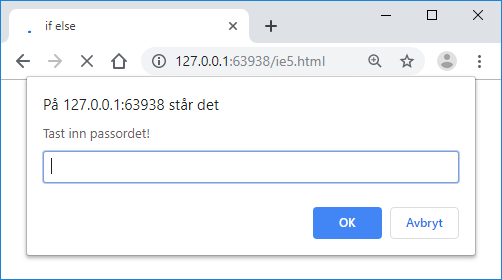 if else
127.0.0.1:63938/ie5.html
På 127.0.0.1:63938 står det
Tast inn passordet!
OK Avbryt